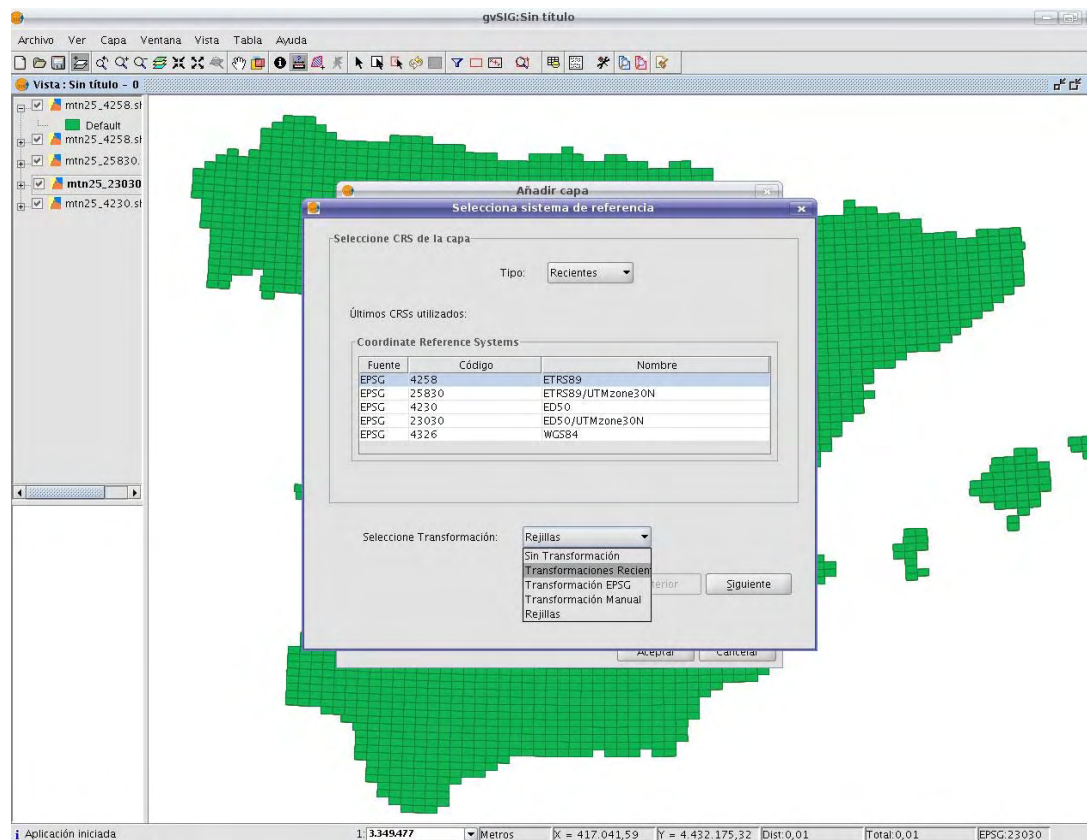 gvSIG:Sin título
Archivo Ver Capa Ventana Vista Tabla Ayuda
Vista : Sin título - 0
mtn25_4258.sh
Default
mtn25_4258.sh
mtn25_25830.
mtn25_23030
mtn25_4230.sh
Añadir capa
Selecciona sistema de referencia
Seleccione CRS de la capa
Tipo: Recientes
Últimos CRSs utilizados:
Coordinate Reference Systems
Fuente Código Nombre
EPSG 4258 ETRS89
EPSG 25830 ETRS89/UTMzone30N
EPSG 4230 ED50
EPSG 23030 ED50/UTMzone30N
EPSG 4326 WGS84
Seleccione Transformación: Rejillas
Sin Transformación
Transformaciones Recien
Transformación EPSG
Transformación Manual
Rejillas
erior Siguiente
Aceptar Cancelar
Aplicación iniciada 1: 3.349.477 Metros X = 417.041,59 Y = 4.432.175,32 Dist:0,01 Total:0,01 EPSG:23030